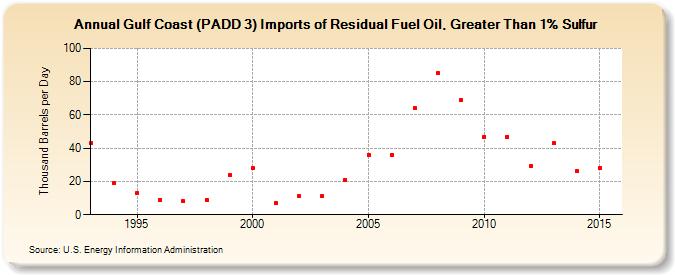 Annual Gulf Coast (PADD 3) Imports of Residual Fuel Oil, Greater Than 1% Sulfur
Thousand Barrels per Day
100
80
60
40
20
0
1995 2000 2005 2010 2015
Source: U.S. Energy Information Administration